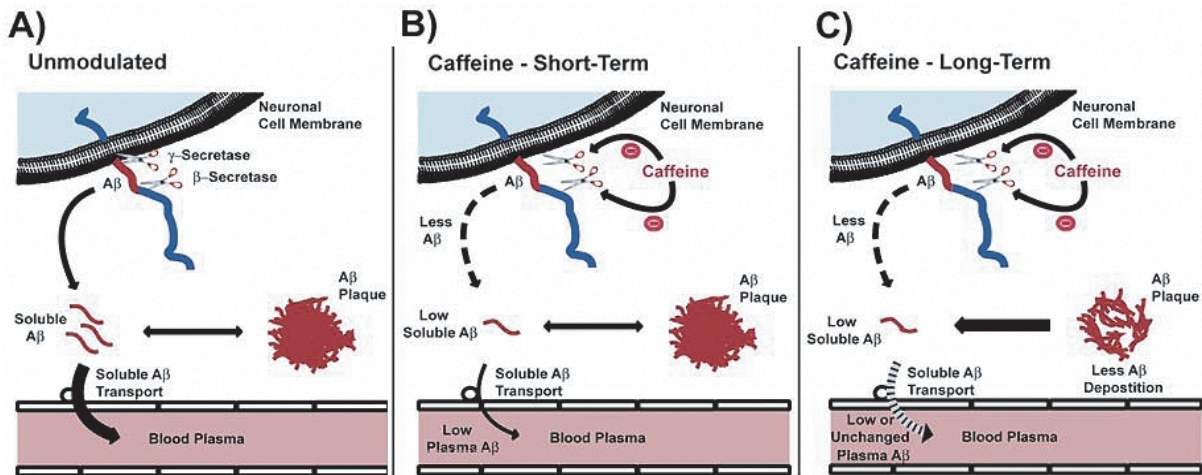 A)
Unmodulated
Neuronal
Cell Membrane
γ-Secretase
β-Secretase
Aβ
Soluble
Aβ
Aβ
Plaque
Soluble Aβ
Transport
Blood Plasma
B)
Caffeine - Short-Term
Neuronal
Cell Membrane
Caffeine
Aβ
Less
Aβ
Low
Soluble Aβ
Aβ
Plaque
Soluble Aβ
Transport
Low
Plasma Aβ
Blood Plasma
C)
Caffeine - Long-Term
Neuronal
Cell Membrane
Caffeine
Aβ
Less
Aβ
Low
Soluble Aβ
Aβ
Plaque
Less Aβ
Depostition
Soluble Aβ
Transport
Low or
Unchanged
Plasma Aβ
Blood Plasma